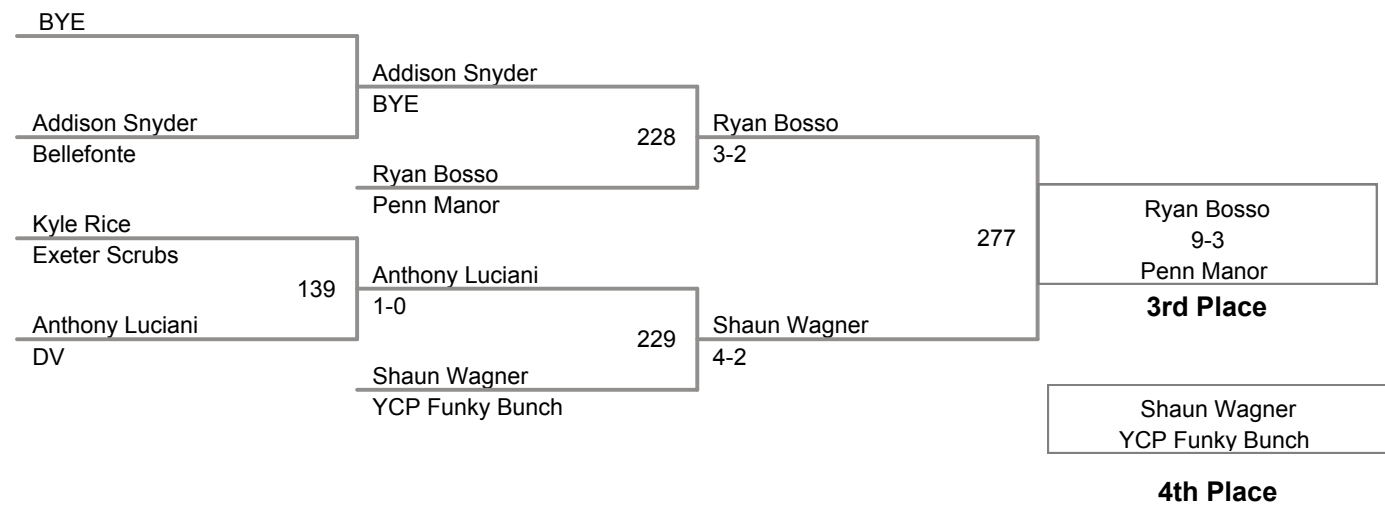 BYE
Addison Snyder
BYE
Addison Snyder
Bellefonte
228
Ryan Bosso
3-2
Ryan Bosso
Penn Manor
Kyle Rice
Exeter Scrubs
139
Anthony Luciani
1-0
Anthony Luciani
DV
229
Shaun Wagner
4-2
Shaun Wagner
YCP Funky Bunch
277
Ryan Bosso
9-3
Penn Manor
3rd Place
Shaun Wagner
YCP Funky Bunch
4th Place